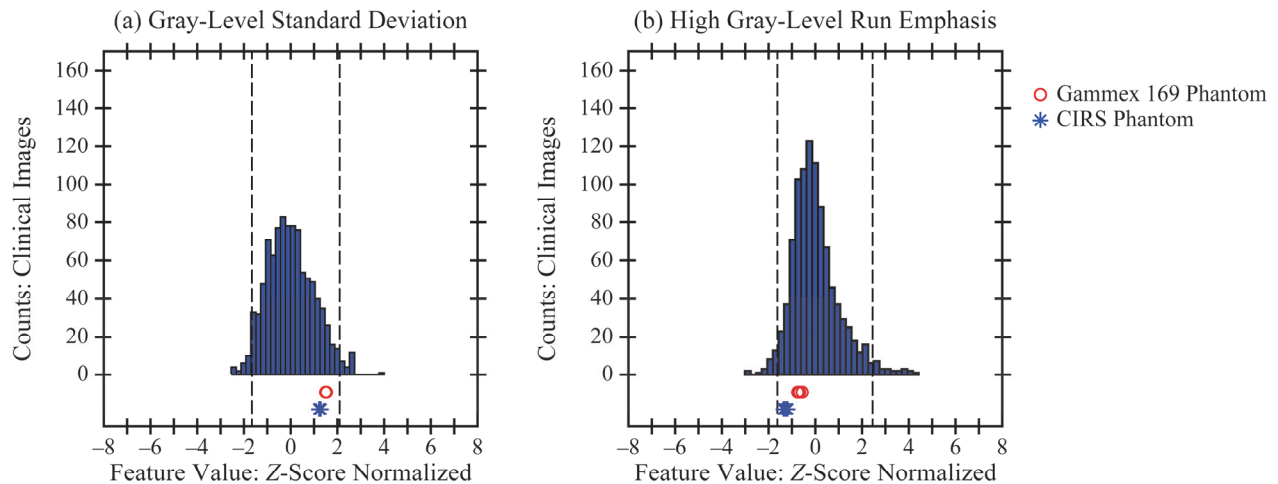 (a) Gray-Level Standard Deviation
160
140
120
100
80
60
40
20
0
Counts: Clinical Images
–8 –6 –4 –2 0 2 4 6 8
Feature Value: Z-Score Normalized
(b) High Gray-Level Run Emphasis
160
140
120
100
80
60
40
20
0
Counts: Clinical Images
–8 –6 –4 –2 0 2 4 6 8
Feature Value: Z-Score Normalized
Gammex 169 Phantom
CIRS Phantom